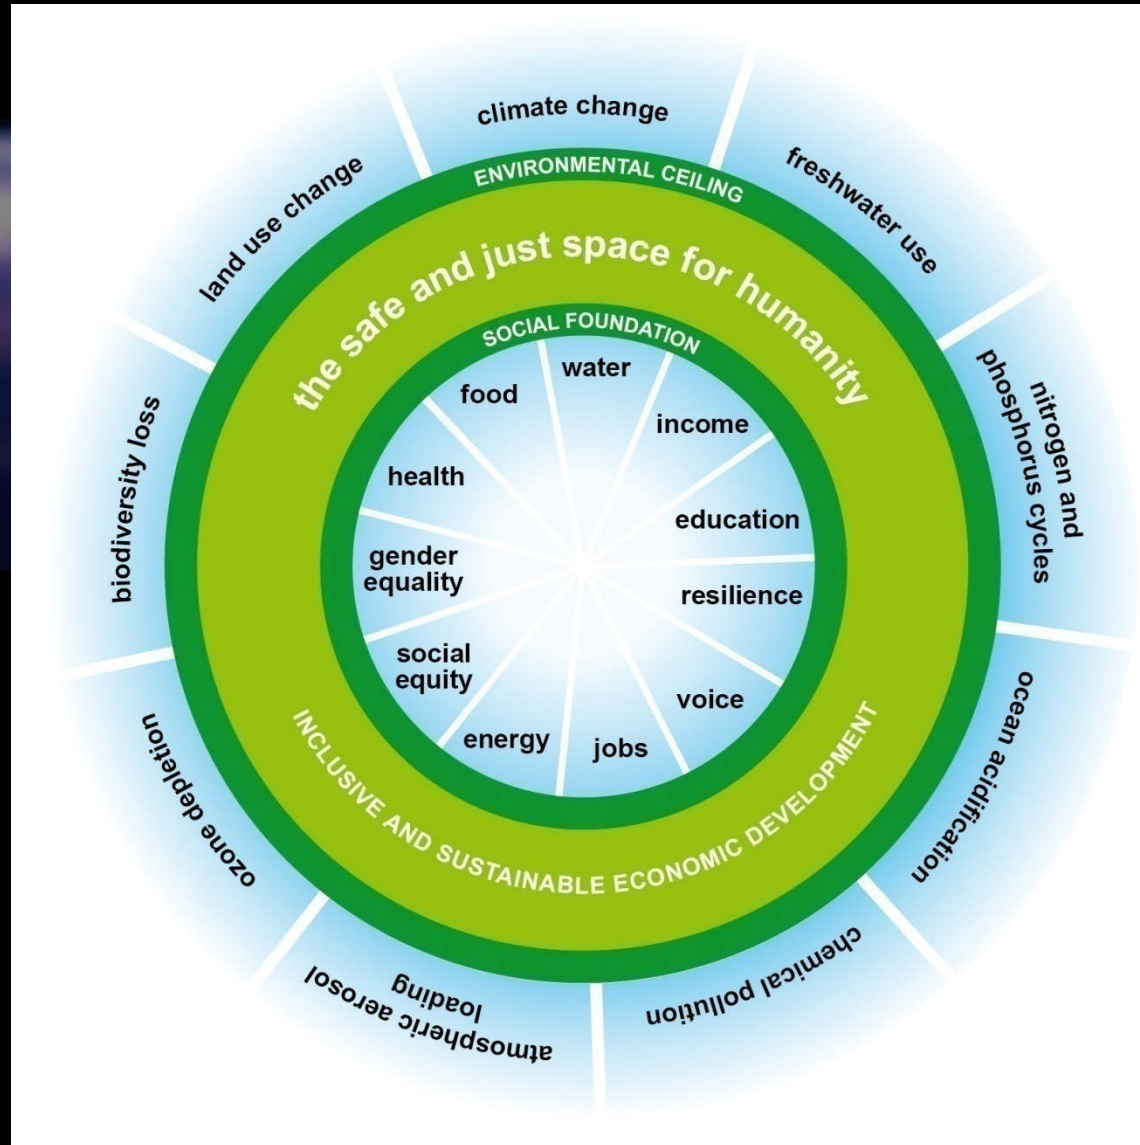 climate change
freshwater use
nitrogen and
phosphorus cycles
ocean acidification
chemical pollution
atmospheric aerosol
loading
ozone depletion
biodiversity loss
land use change
ENVIRONMENTAL CEILING
the safe and just space for humanity
SOCIAL FOUNDATION
water
income
education
resilience
voice
jobs
energy
social
equity
gender
equality
health
food
INCLUSIVE AND SUSTAINABLE ECONOMIC DEVELOPMENT